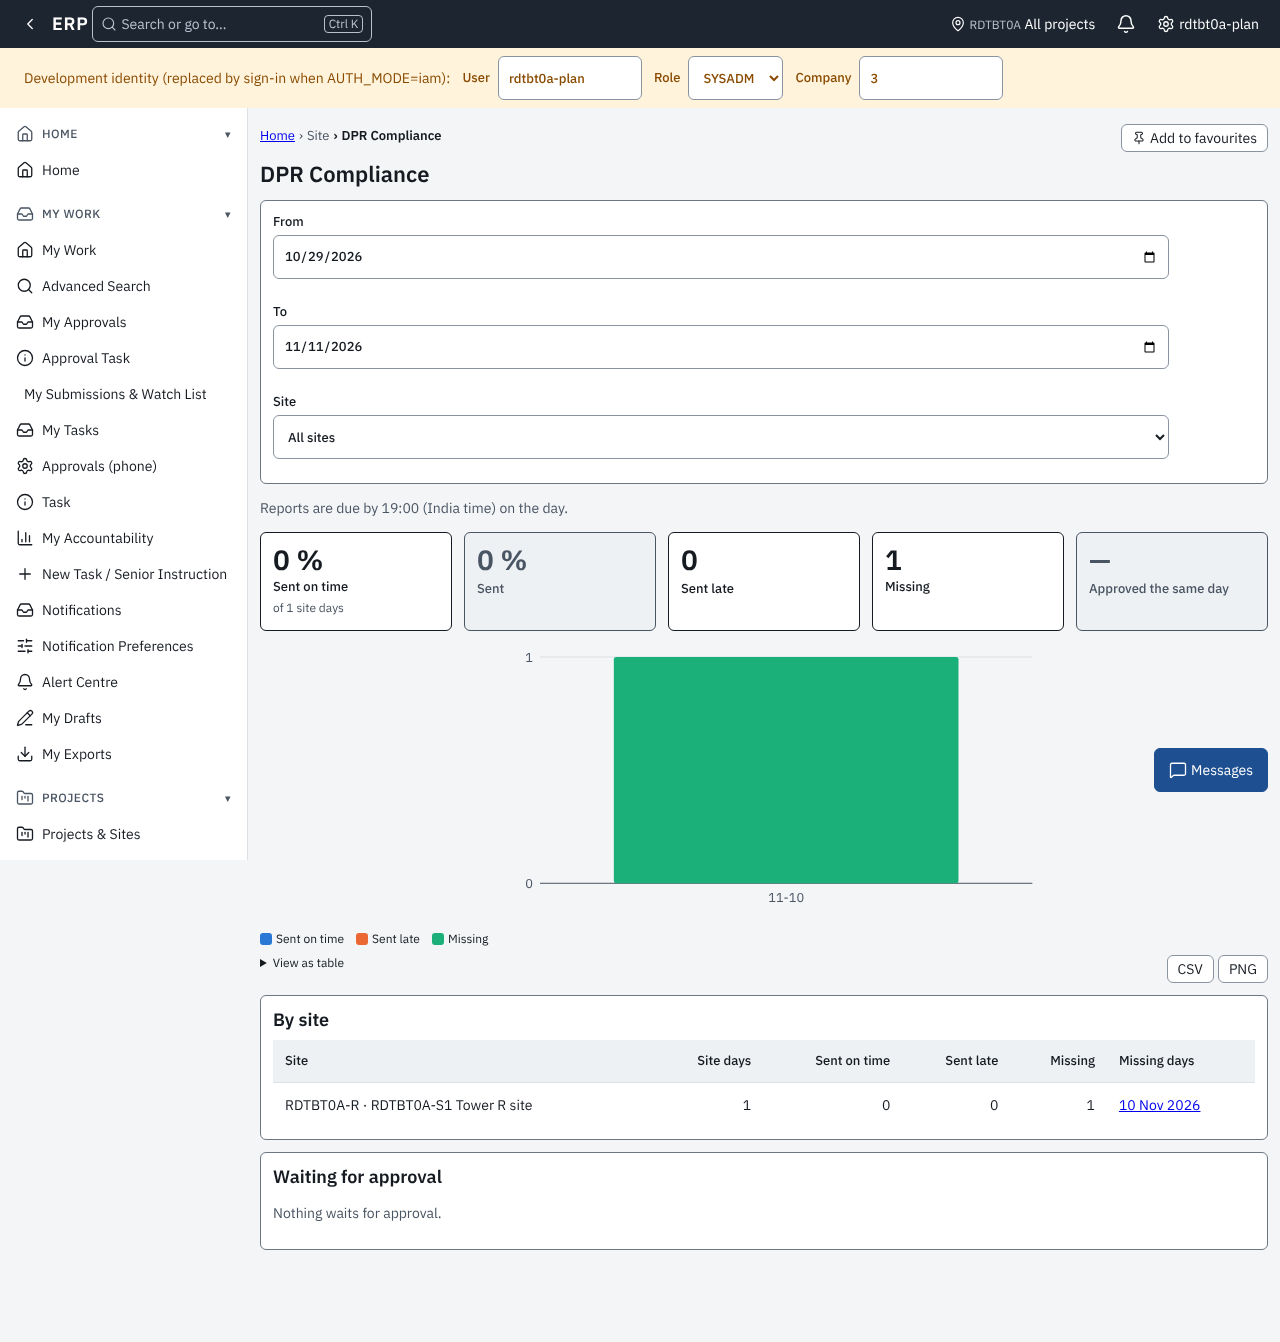 ERP
Search or go to...
Ctrl K
RDTBT0A All projects
rdtbt0a-plan
Development identity (replaced by sign-in when AUTH_MODE=iam):
User
rdtbt0a-plan
Role
SYSADM
Company
3
HOME
Home
MY WORK
My Work
Advanced Search
My Approvals
Approval Task
My Submissions & Watch List
My Tasks
Approvals (phone)
Task
My Accountability
New Task / Senior Instruction
Notifications
Notification Preferences
Alert Centre
My Drafts
My Exports
PROJECTS
Projects & Sites
Home › Site › DPR Compliance
Add to favourites
DPR Compliance
From
10/29/2026
To
11/11/2026
Site
All sites
Reports are due by 19:00 (India time) on the day.
0 %
Sent on time
of 1 site days
0 %
Sent
0
Sent late
1
Missing
—
Approved the same day
1
0
11-10
Messages
Sent on time
Sent late
Missing
View as table
CSV
PNG
By site
Site Site days Sent on time Sent late Missing Missing days
RDTBT0A-R · RDTBT0A-S1 Tower R site 1 0 0 1 10 Nov 2026
Waiting for approval
Nothing waits for approval.